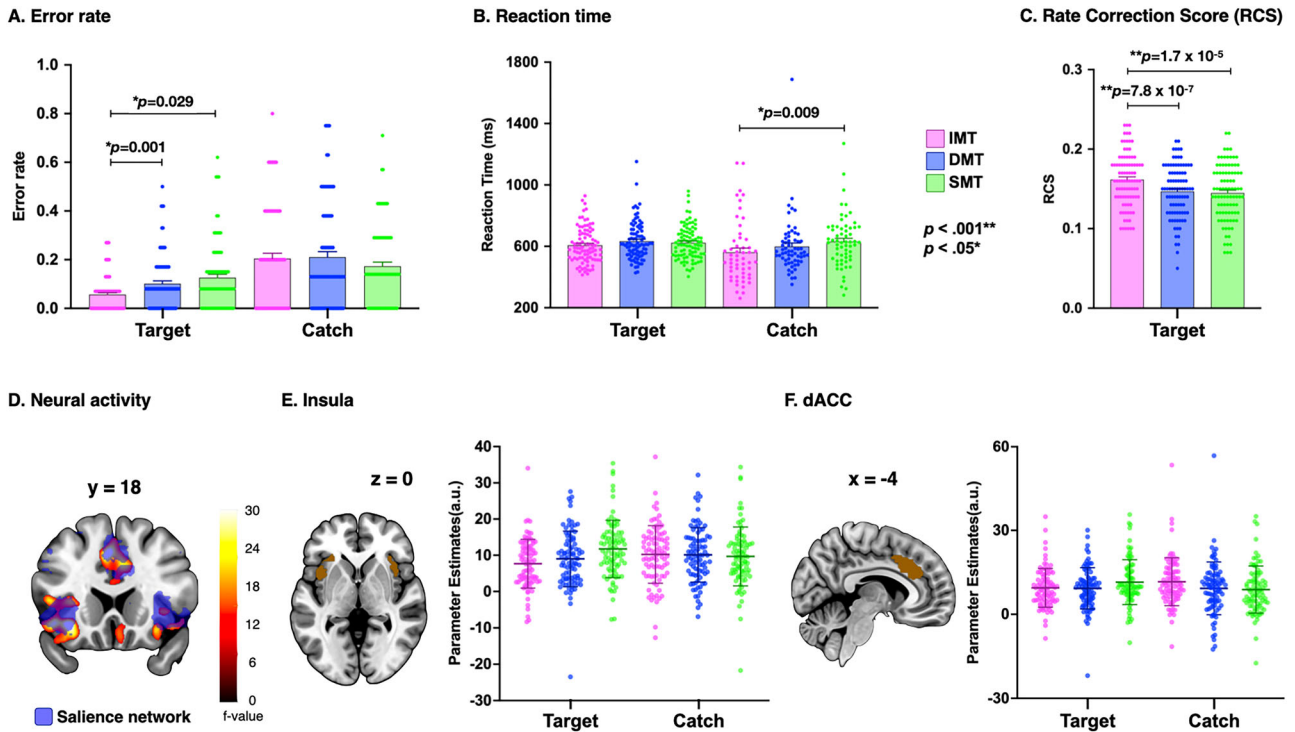 A. Error rate
B. Reaction time
C. Rate Correction Score (RCS)
1.0
0.8
0.6
0.4
0.2
0.0
Error rate
*p=0.029
*p=0.001
Target
Catch
1800
1400
1000
600
200
Reaction Time (ms)
*p=0.009
Target
Catch
IMT
DMT
SMT
p < .001**
p < .05*
0.3
0.2
0.1
0.0
RCS
**p=1.7 x 10-5
**p=7.8 x 10-7
Target
D. Neural activity
E. Insula
F. dACC
y = 18
30
24
18
12
6
0
f-value
Salience network
z = 0
40
30
20
10
0
-10
-20
-30
Parameter Estimates(a.u.)
Target
Catch
x = -4
60
30
0
-30
Parameter Estimates(a.u.)
Target
Catch